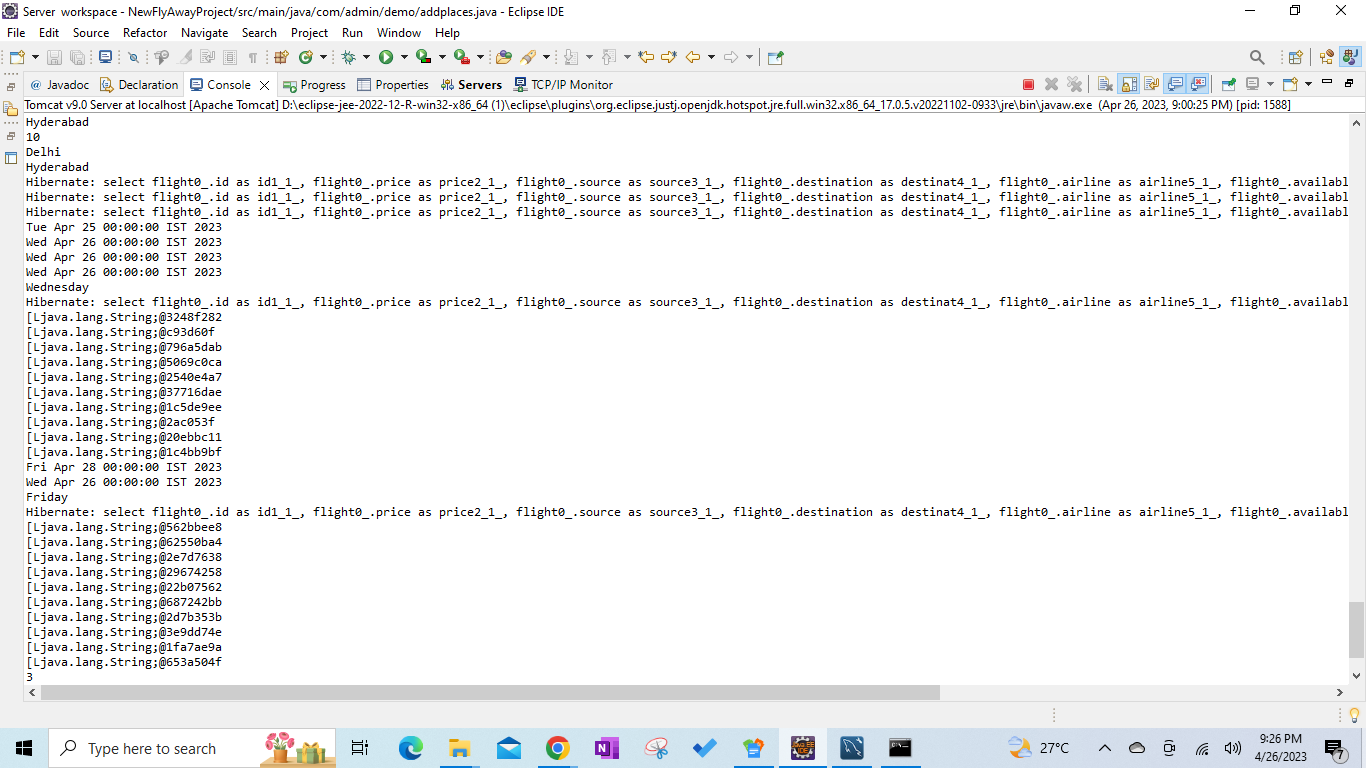 Server workspace - NewFlyAwayProject/src/main/java/com/admin/demo/addplaces.java - Eclipse IDE
File Edit Source Refactor Navigate Search Project Run Window Help
@ Javadoc Declaration Console Progress Properties Servers TCP/IP Monitor
Tomcat v9.0 Server at localhost [Apache Tomcat] D:\eclipse-jee-2022-12-R-win32-x86_64 (1)\eclipse\plugins\org.eclipse.justj.openjdk.hotspot.jre.full.win32.x86_64_17.0.5.v20221102-0933\jre\bin\javaw.exe (Apr 26, 2023, 9:00:25 PM) [pid: 1588]
Hyderabad
10
Delhi
Hyderabad
Hibernate: select flight0_.id as id1_1_, flight0_.price as price2_1_, flight0_.source as source3_1_, flight0_.destination as destinat4_1_, flight0_.airline as airline5_1_, flight0_.availabl
Hibernate: select flight0_.id as id1_1_, flight0_.price as price2_1_, flight0_.source as source3_1_, flight0_.destination as destinat4_1_, flight0_.airline as airline5_1_, flight0_.availabl
Hibernate: select flight0_.id as id1_1_, flight0_.price as price2_1_, flight0_.source as source3_1_, flight0_.destination as destinat4_1_, flight0_.airline as airline5_1_, flight0_.availabl
Tue Apr 25 00:00:00 IST 2023
Wed Apr 26 00:00:00 IST 2023
Wed Apr 26 00:00:00 IST 2023
Wed Apr 26 00:00:00 IST 2023
Wednesday
Hibernate: select flight0_.id as id1_1_, flight0_.price as price2_1_, flight0_.source as source3_1_, flight0_.destination as destinat4_1_, flight0_.airline as airline5_1_, flight0_.availabl
[Ljava.lang.String;@3248f282
[Ljava.lang.String;@c93d60f
[Ljava.lang.String;@796a5dab
[Ljava.lang.String;@5069c0ca
[Ljava.lang.String;@2540e4a7
[Ljava.lang.String;@37716dae
[Ljava.lang.String;@1c5de9ee
[Ljava.lang.String;@2ac053f
[Ljava.lang.String;@20ebbc11
[Ljava.lang.String;@1c4bb9bf
Fri Apr 28 00:00:00 IST 2023
Wed Apr 26 00:00:00 IST 2023
Friday
Hibernate: select flight0_.id as id1_1_, flight0_.price as price2_1_, flight0_.source as source3_1_, flight0_.destination as destinat4_1_, flight0_.airline as airline5_1_, flight0_.availabl
[Ljava.lang.String;@562bbee8
[Ljava.lang.String;@62550ba4
[Ljava.lang.String;@2e7d7638
[Ljava.lang.String;@29674258
[Ljava.lang.String;@22b07562
[Ljava.lang.String;@687242bb
[Ljava.lang.String;@2d7b353b
[Ljava.lang.String;@3e9dd74e
[Ljava.lang.String;@1fa7ae9a
[Ljava.lang.String;@653a504f
3
Type here to search
27°C
9:26 PM
4/26/2023
7